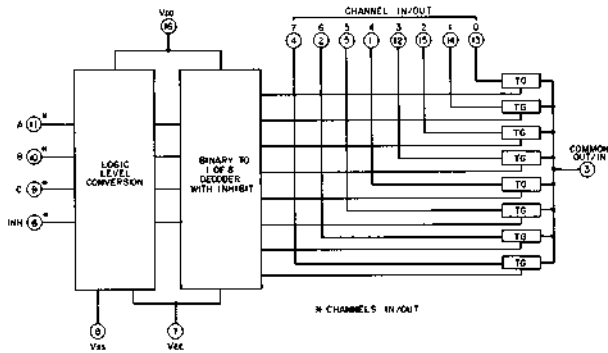 VDD
16
CHANNEL IN/OUT
7 6 5 4 3 2 1 0
4 2 5 1 12 15 14 13
A 11 *
B 10 *
C 9 *
INH 6 *
LOGIC
LEVEL
CONVERSION
BINARY TO
1 OF 8
DECODER
WITH INHIBIT
TG
TG
TG
TG
TG
TG
TG
TG
COMMON
OUT/IN
3
* CHANNELS IN/OUT
8
VSS
7
VEE